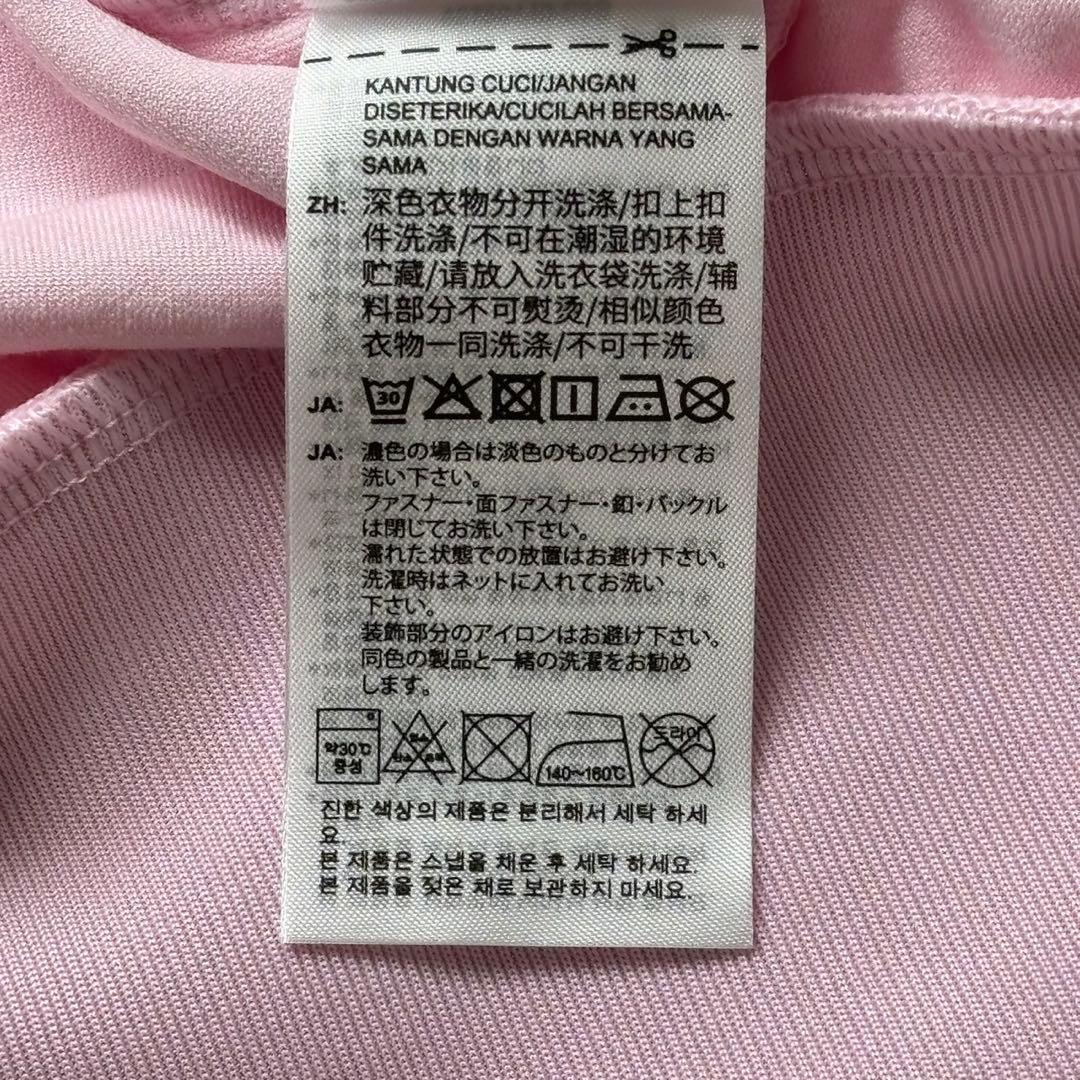 KANTUNG CUCI/JANGAN
DISETERIKA/CUCILAH BERSAMA-
SAMA DENGAN WARNA YANG
SAMA
ZH: 深色衣物分开洗涤/扣上扣
件洗涤/不可在潮湿的环境
贮藏/请放入洗衣袋洗涤/辅
料部分不可熨烫/相似颜色
衣物一同洗涤/不可干洗
JA: 30
JA: 濃色の場合は淡色のものと分けてお
洗い下さい。
ファスナー・面ファスナー・釦・バックル
は閉じてお洗い下さい。
濡れた状態での放置はお避け下さい。
洗濯時はネットに入れてお洗い
下さい。
装飾部分のアイロンはお避け下さい。
同色の製品と一緒の洗濯をお勧め
します。
약30℃ 중성 염소 산소 표백 140~160℃ 드라이
진한 색상의 제품은 분리해서 세탁 하세
요.
본 제품은 스냅을 채운 후 세탁 하세요.
본 제품을 젖은 채로 보관하지 마세요.